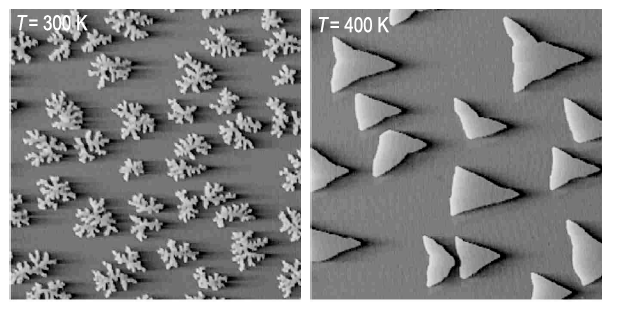 T = 300 K
T = 400 K